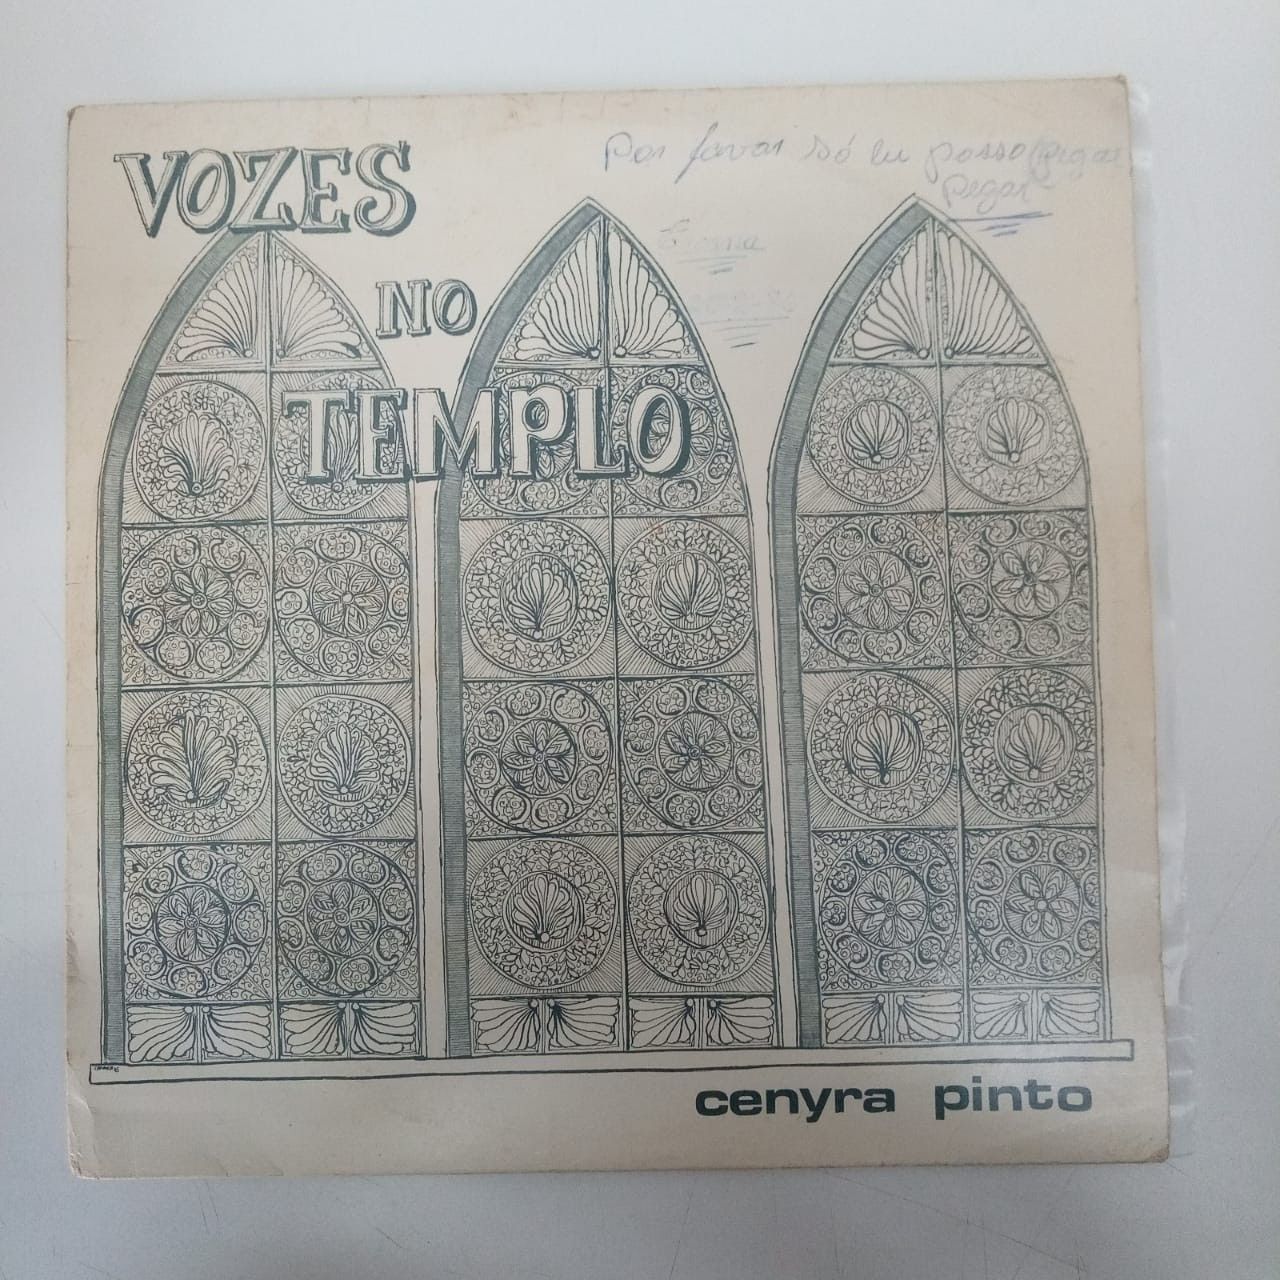 VOZES
NO
TEMPLO
Por favor só eu posso pegar
Pegar
cenyra pinto